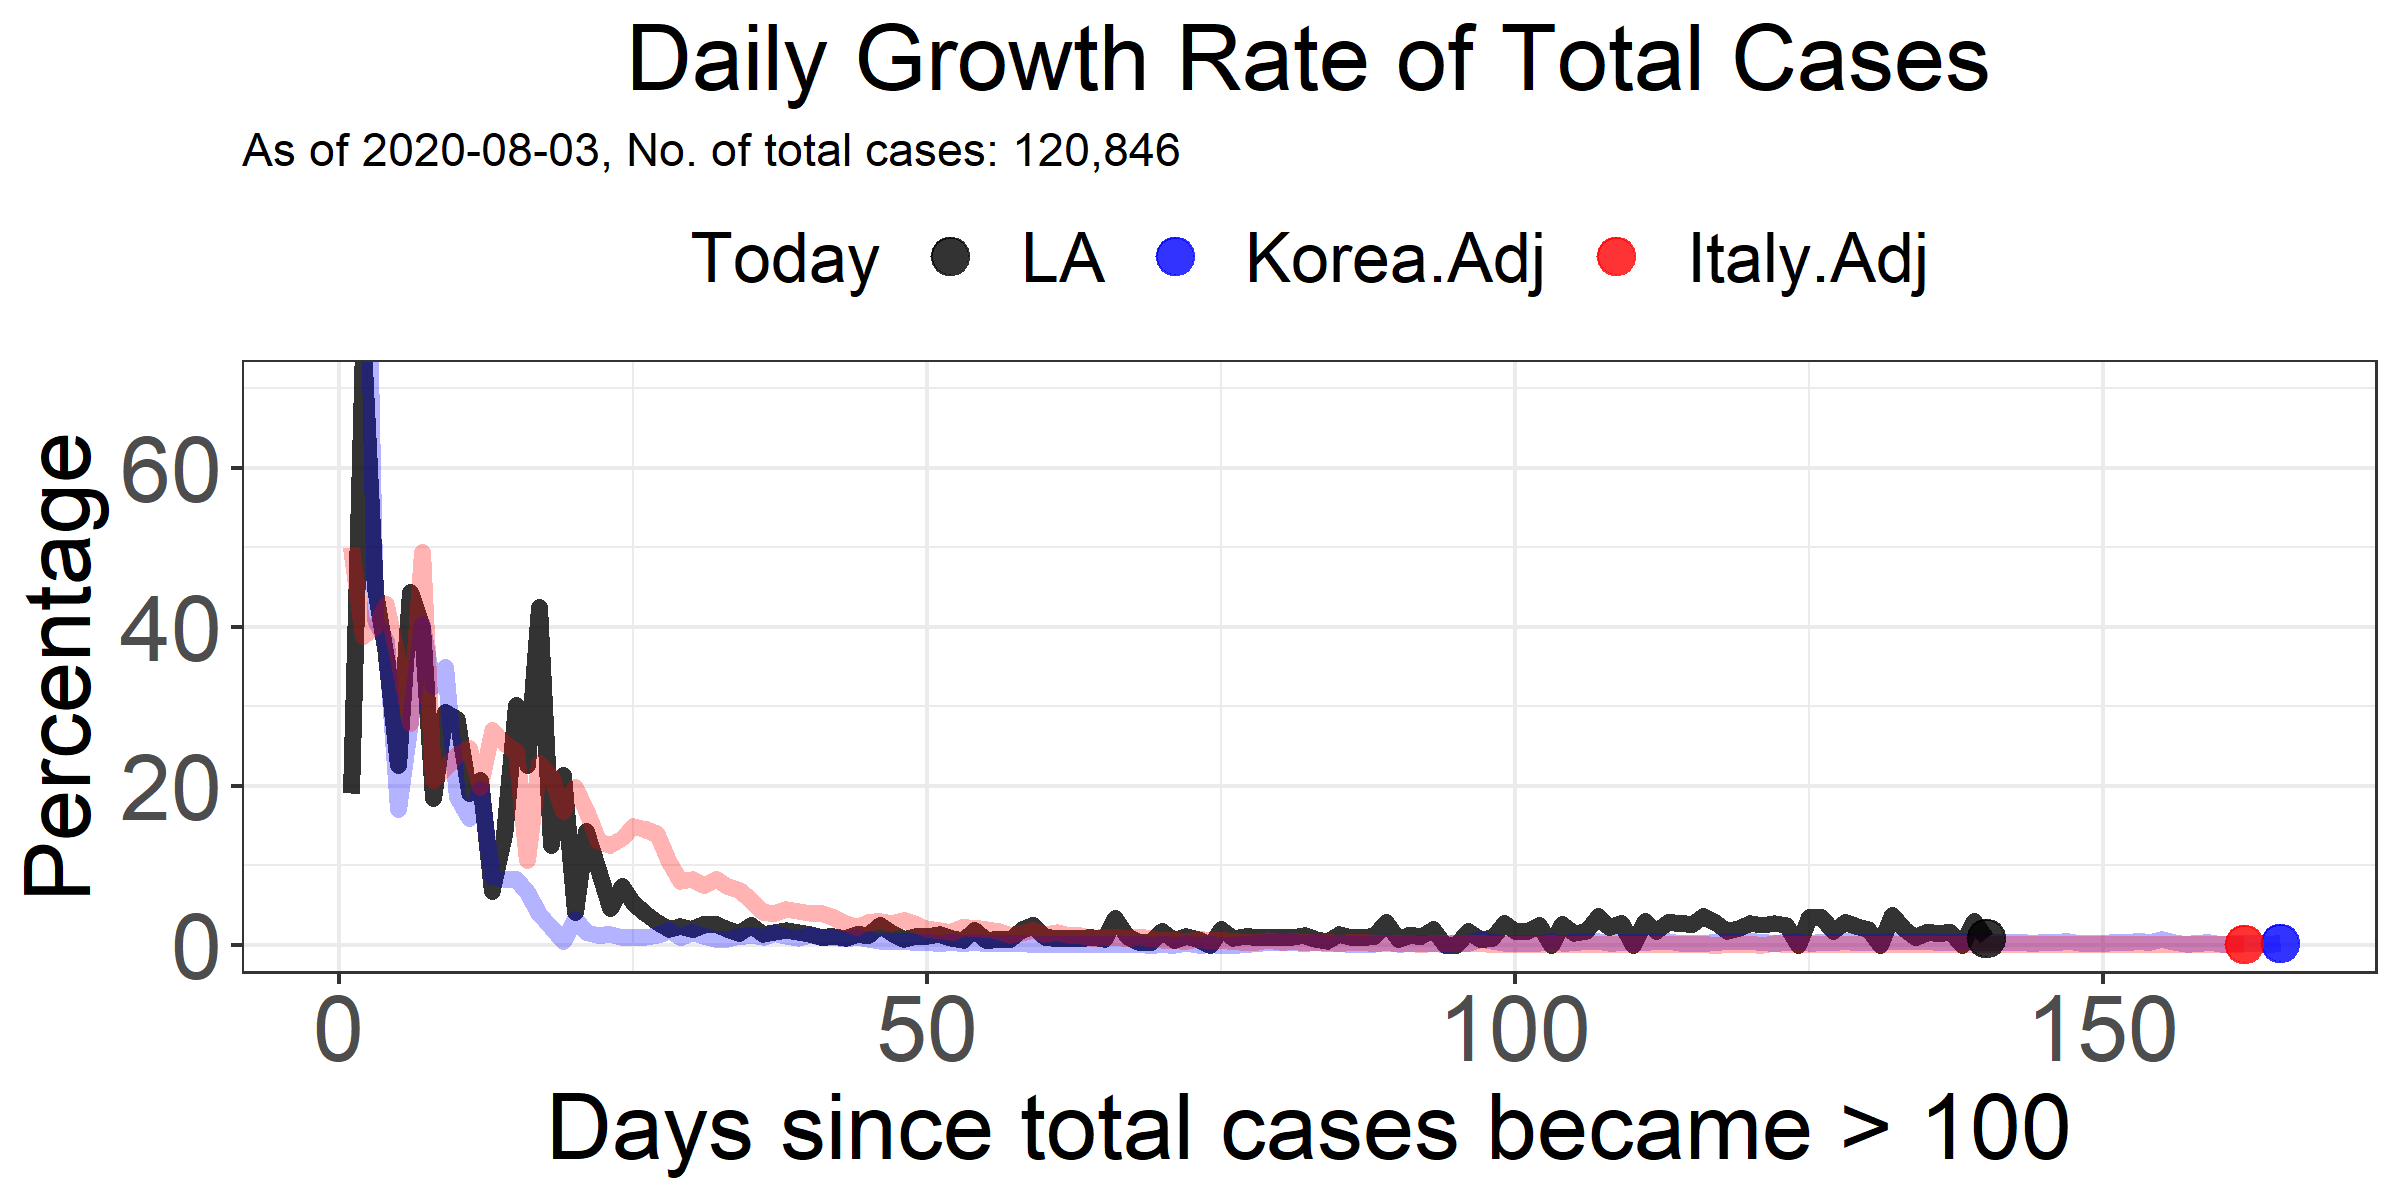 Daily Growth Rate of Total Cases
As of 2020-08-03, No. of total cases: 120,846
Today LA Korea.Adj Italy.Adj
Percentage
60
40
20
0
0 50 100 150
Days since total cases became > 100